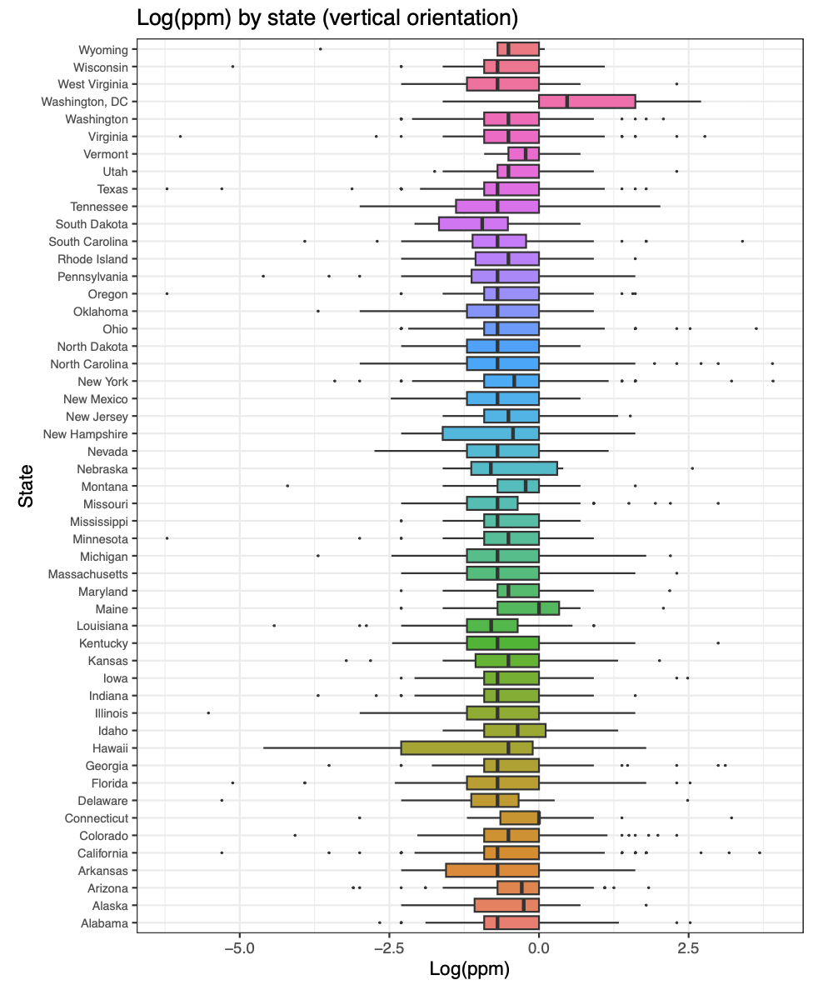 Log(ppm) by state (vertical orientation)
Wyoming
Wisconsin
West Virginia
Washington, DC
Washington
Virginia
Vermont
Utah
Texas
Tennessee
South Dakota
South Carolina
Rhode Island
Pennsylvania
Oregon
Oklahoma
Ohio
North Dakota
North Carolina
New York
New Mexico
New Jersey
New Hampshire
Nevada
Nebraska
Montana
Missouri
Mississippi
Minnesota
Michigan
Massachusetts
Maryland
Maine
Louisiana
Kentucky
Kansas
Iowa
Indiana
Illinois
Idaho
Hawaii
Georgia
Florida
Delaware
Connecticut
Colorado
California
Arkansas
Arizona
Alaska
Alabama
State
−5.0 −2.5 0.0 2.5
Log(ppm)